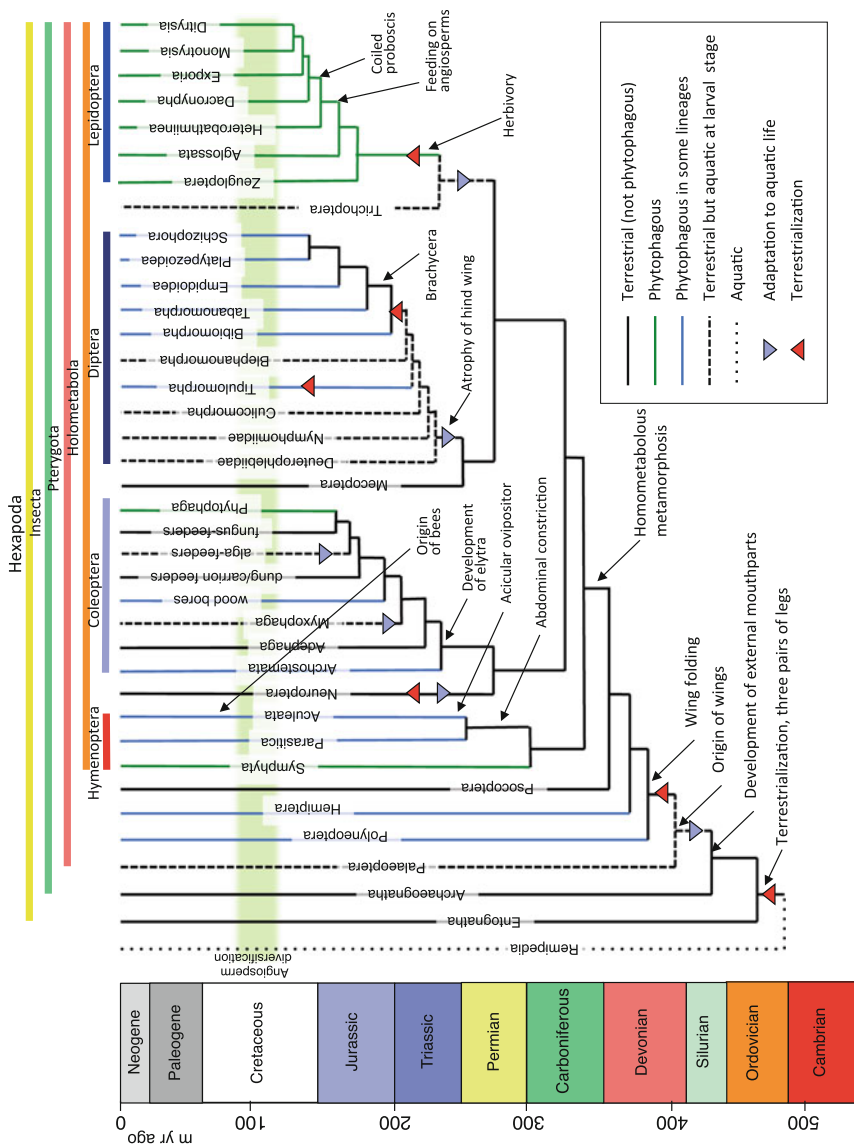 Hexapoda
Insecta
Pterygota
Holometabola
Hymenoptera
Coleoptera
Diptera
Lepidoptera
Remipedia
Entognatha
Archaeognatha
Palaeoptera
Polyneoptera
Hemiptera
Psocoptera
Symphyta
Parasitica
Aculeata
Neuroptera
Archostemata
Adephaga
Myxophaga
wood bores
dung/carrion feeders
alga-feeders
fungus-feeders
Phytophaga
Mecoptera
Deuterophlebiidae
Nymphomiidae
Culicomorpha
Tipulomorpha
Blephanomorpha
Bibiomorpha
Tabanomorpha
Empidoidea
Platypezoidea
Schizophora
Trichoptera
Zeugloptera
Aglossata
Heterobathminea
Dacronypha
Exporia
Monotrysia
Ditrysia
Angiosperm
diversification
Coiled
proboscis
Feeding on
angiosperms
Herbivory
Brachycera
Atrophy of hind wing
Origin
of bees
Development
of elytra
Acicular ovipositor
Abdominal constriction
Homometabolous
metamorphosis
Wing folding
Origin of wings
Development of external mouthparts
Terrestrialization, three pairs of legs
Terrestrial (not phytophagous)
Phytophagous
Phytophagous in some lineages
Terrestrial but aquatic at larval stage
Aquatic
Adaptation to aquatic life
Terrestrialization
Neogene
Paleogene
Cretaceous
Jurassic
Triassic
Permian
Carboniferous
Devonian
Silurian
Ordovician
Cambrian
0
100
200
300
400
500
m yr ago